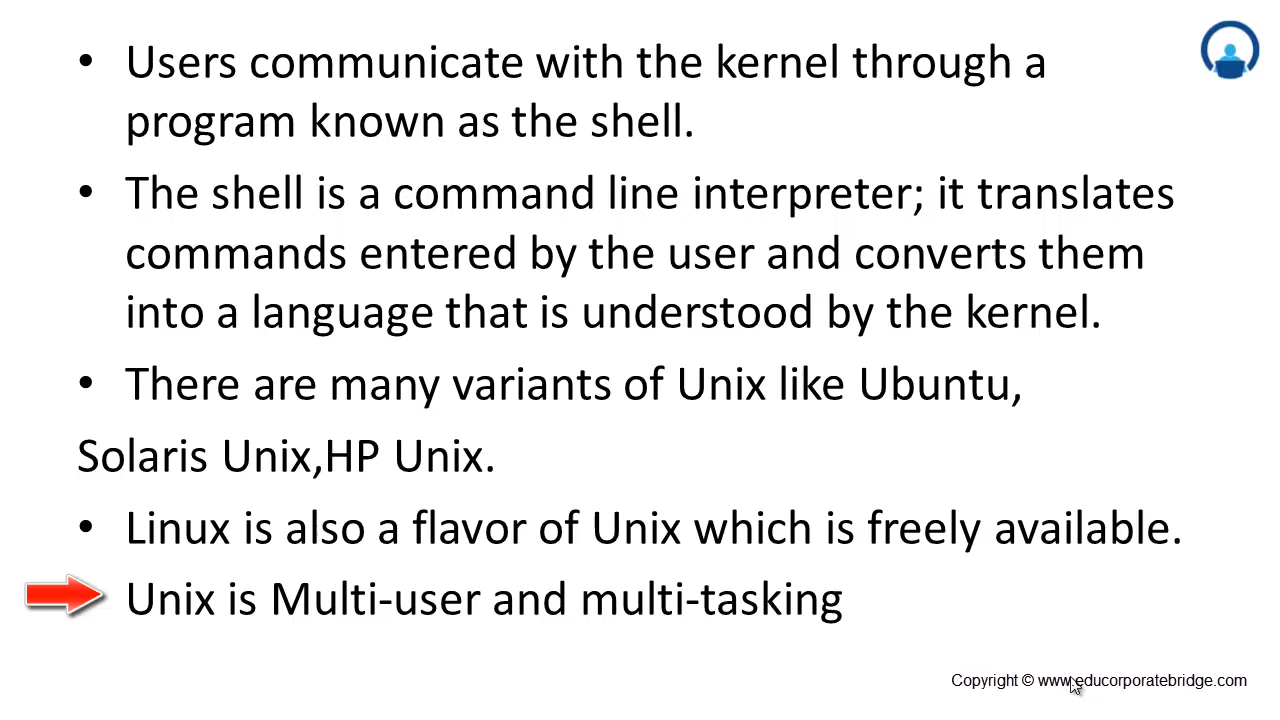 • Users communicate with the kernel through a
program known as the shell.
• The shell is a command line interpreter; it translates
commands entered by the user and converts them
into a language that is understood by the kernel.
• There are many variants of Unix like Ubuntu,
Solaris Unix,HP Unix.
• Linux is also a flavor of Unix which is freely available.
Unix is Multi-user and multi-tasking
Copyright © www.educorporatebridge.com